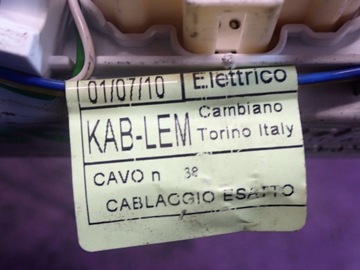 01/07/10 Elettrico
KAB-LEM Cambiano
Torino Italy
CAVO n 38
CABLAGGIO ESATTO